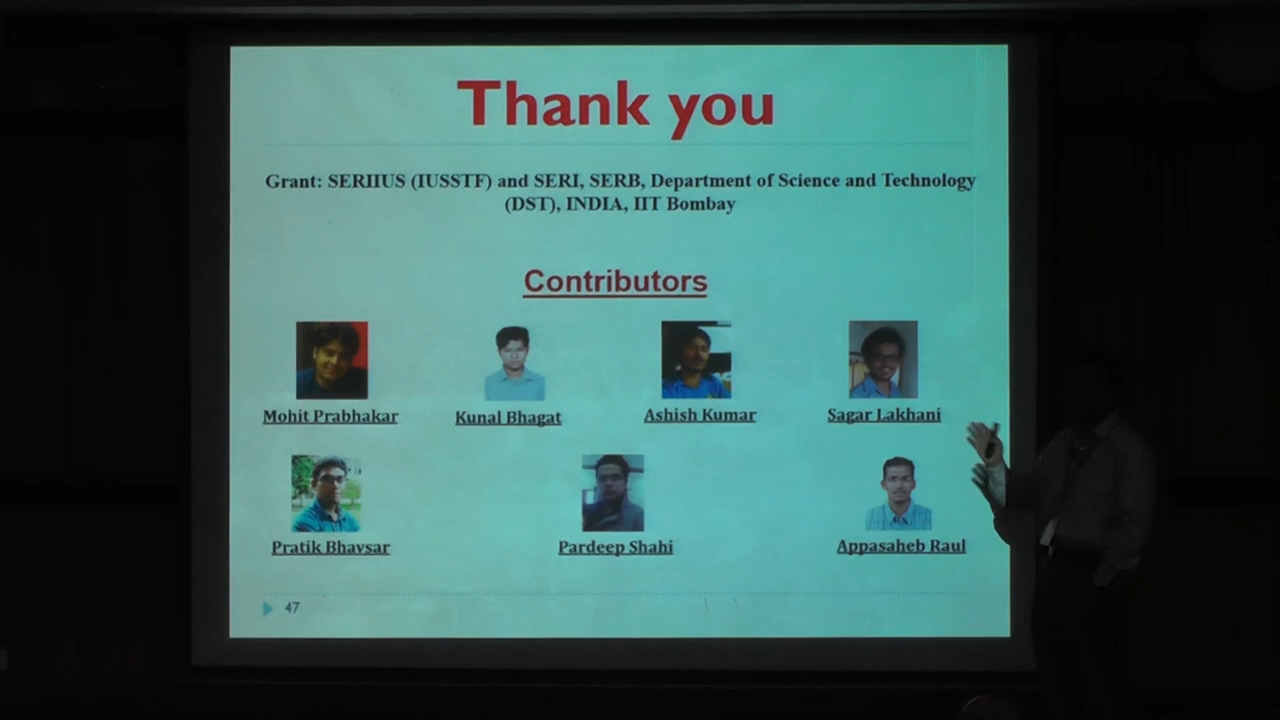 Thank you
Grant: SERIIUS (IUSSTF) and SERI, SERB, Department of Science and Technology
(DST), INDIA, IIT Bombay
Contributors
Mohit Prabhakar
Kunal Bhagat
Ashish Kumar
Sagar Lakhani
Pratik Bhavsar
Pardeep Shahi
Appasaheb Raul
47